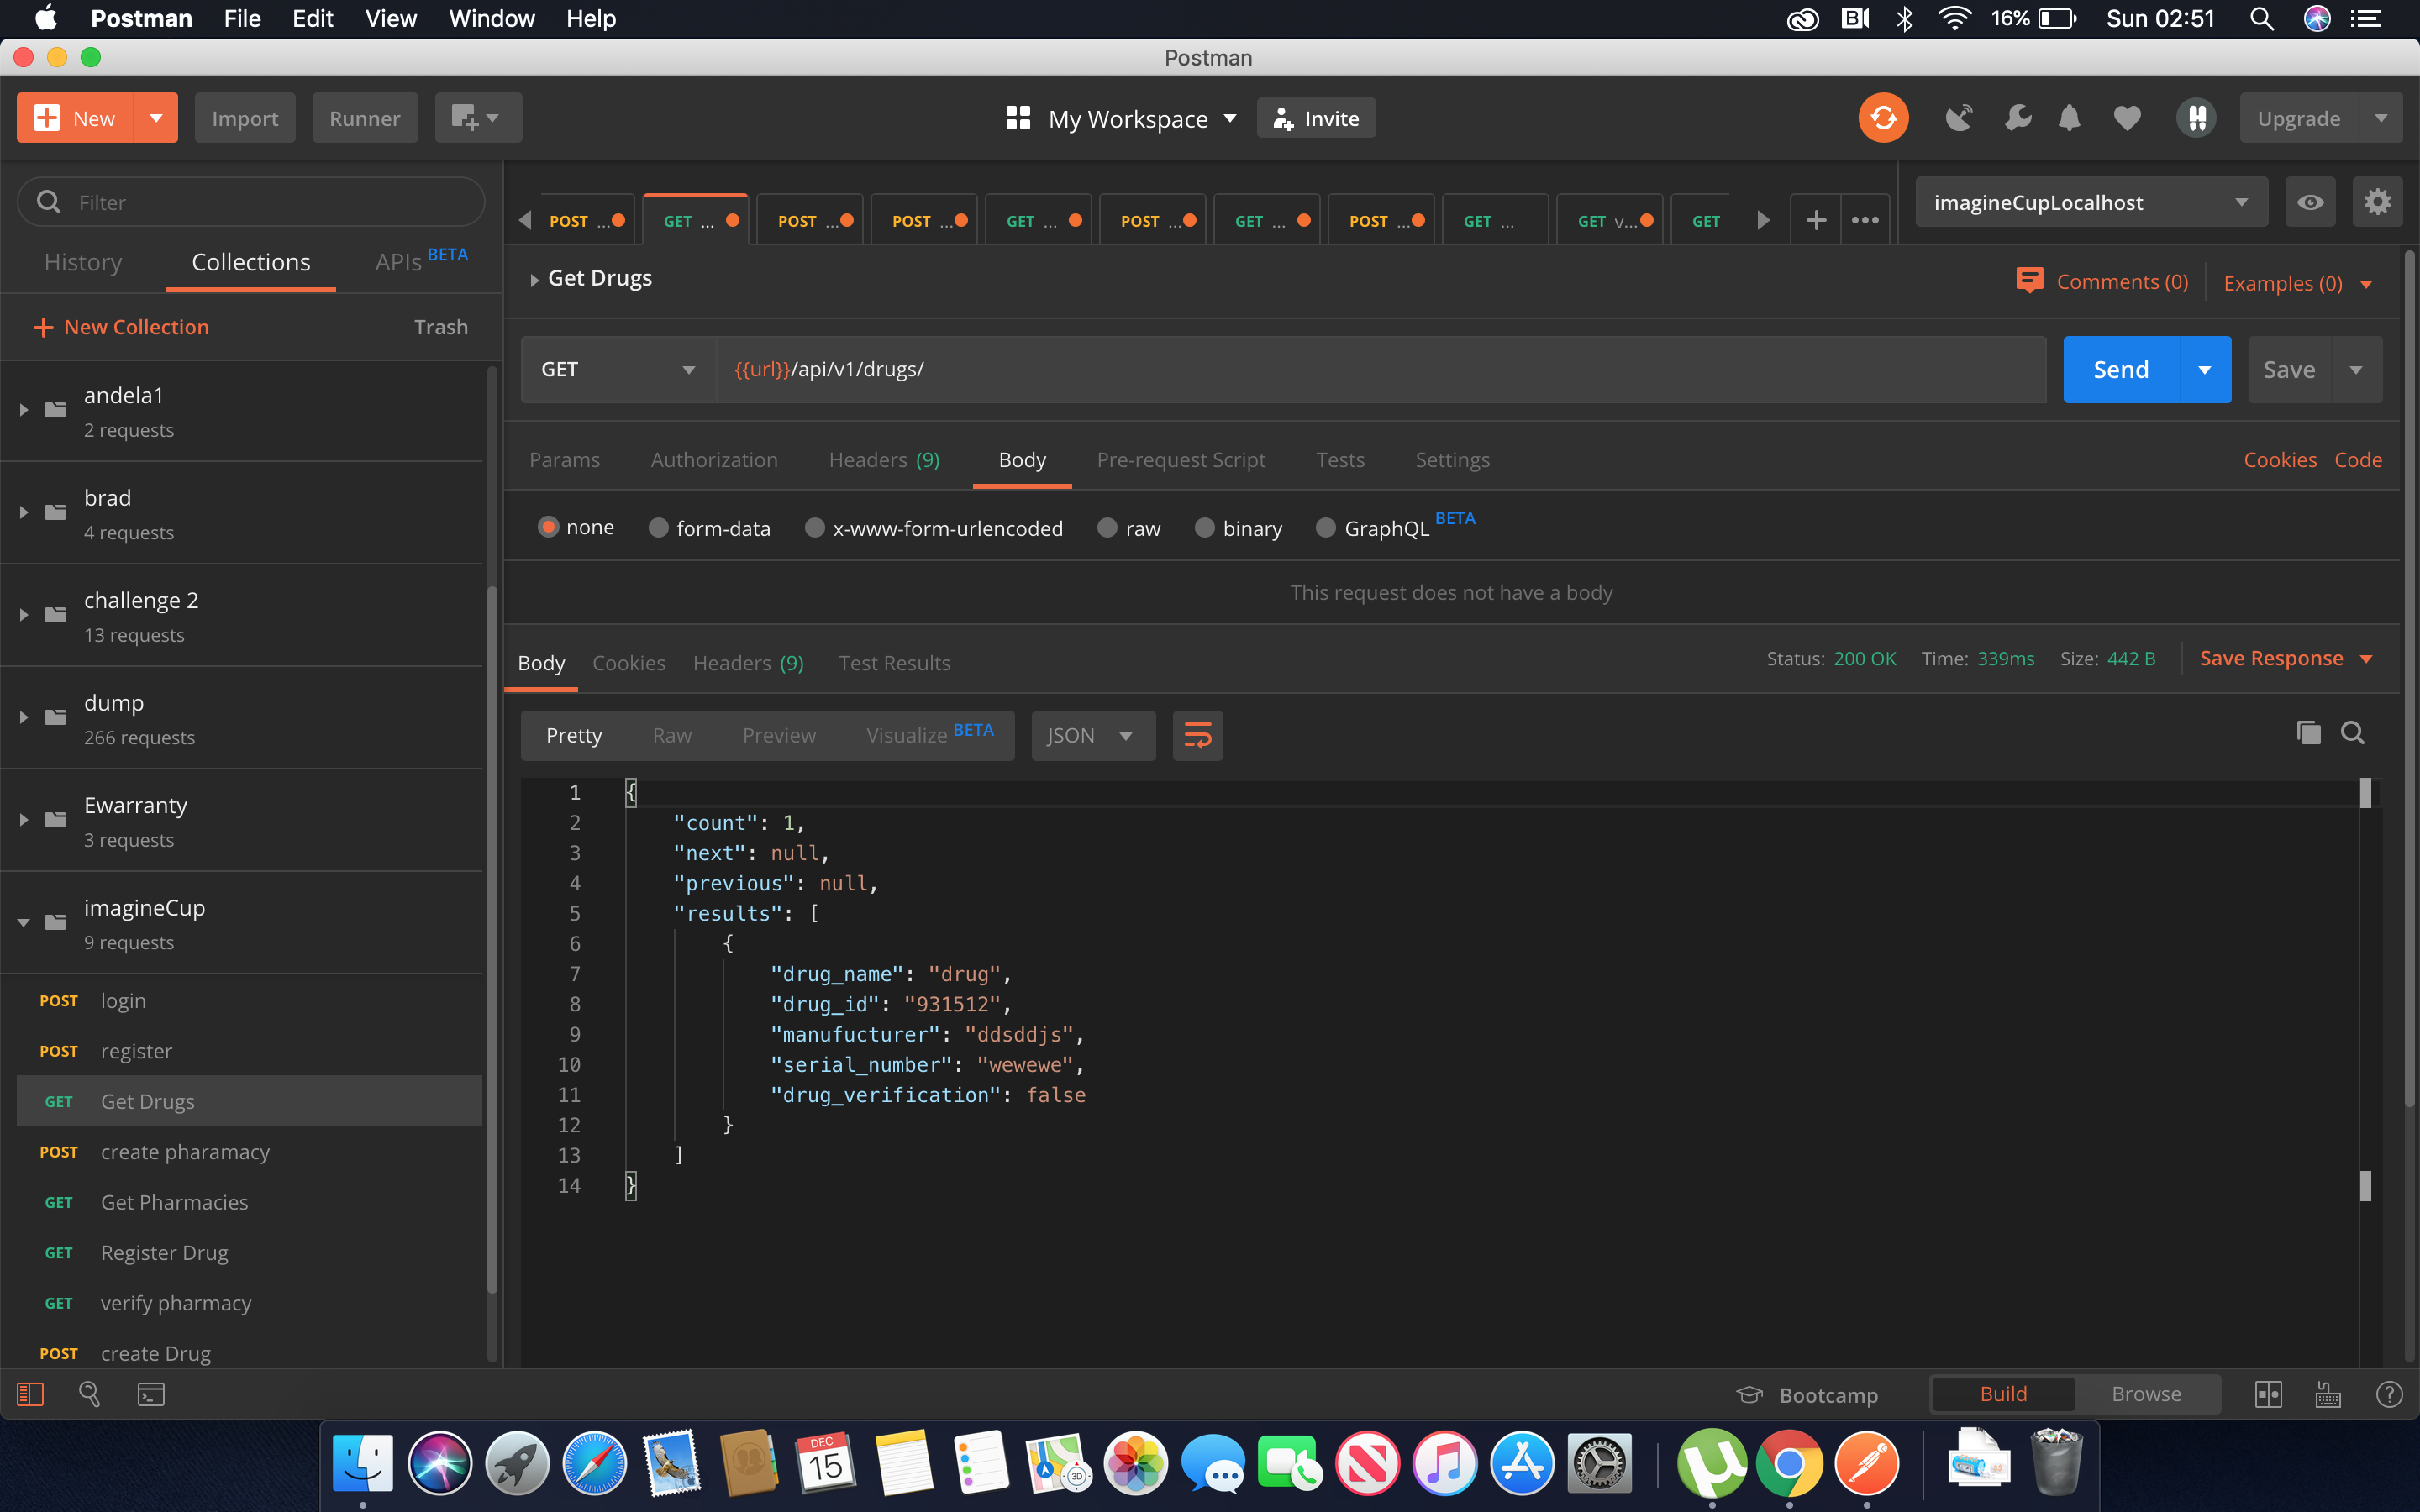 Postman File Edit View Window Help 16% Sun 02:51
Postman
New Import Runner My Workspace Invite Upgrade
Filter
History Collections APIs BETA
New Collection Trash
andela1
2 requests
brad
4 requests
challenge 2
13 requests
dump
266 requests
Ewarranty
3 requests
imagineCup
9 requests
POST login
POST register
GET Get Drugs
POST create pharamacy
GET Get Pharmacies
GET Register Drug
GET verify pharmacy
POST create Drug
POST ... GET ... POST ... POST ... GET ... POST ... GET ... POST ... GET ... GET v... GET
imagineCupLocalhost
Get Drugs Comments (0) Examples (0)
GET {{url}}/api/v1/drugs/ Send Save
Params Authorization Headers (9) Body Pre-request Script Tests Settings Cookies Code
none form-data x-www-form-urlencoded raw binary GraphQL BETA
This request does not have a body
Body Cookies Headers (9) Test Results Status: 200 OK Time: 339ms Size: 442 B Save Response
Pretty Raw Preview Visualize BETA JSON
1 {
2 "count": 1,
3 "next": null,
4 "previous": null,
5 "results": [
6 {
7 "drug_name": "drug",
8 "drug_id": "931512",
9 "manufucturer": "ddsddjs",
10 "serial_number": "wewewe",
11 "drug_verification": false
12 }
13 ]
14 }
Bootcamp Build Browse
DEC
15
3D